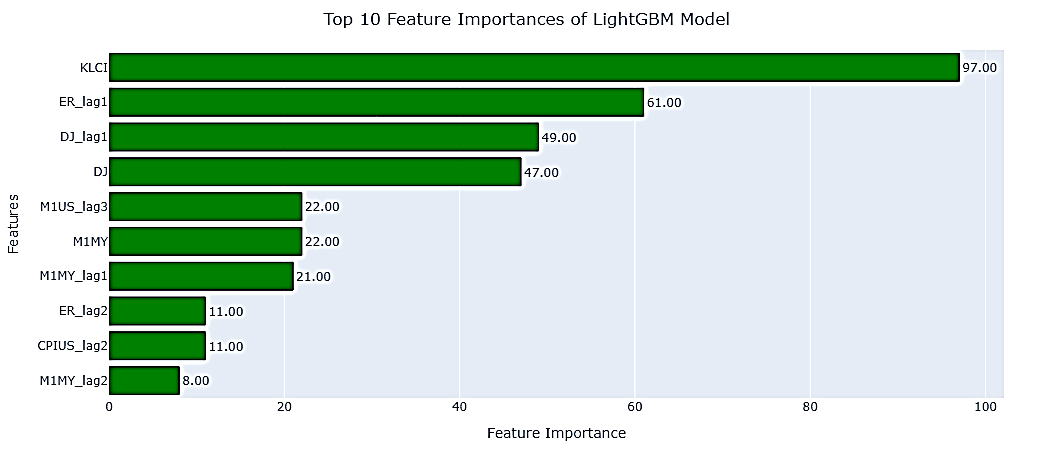 Top 10 Feature Importances of LightGBM Model
Features
KLCI 97.00
ER_lag1 61.00
DJ_lag1 49.00
DJ 47.00
M1US_lag3 22.00
M1MY 22.00
M1MY_lag1 21.00
ER_lag2 11.00
CPIUS_lag2 11.00
M1MY_lag2 8.00
0 20 40 60 80 100
Feature Importance